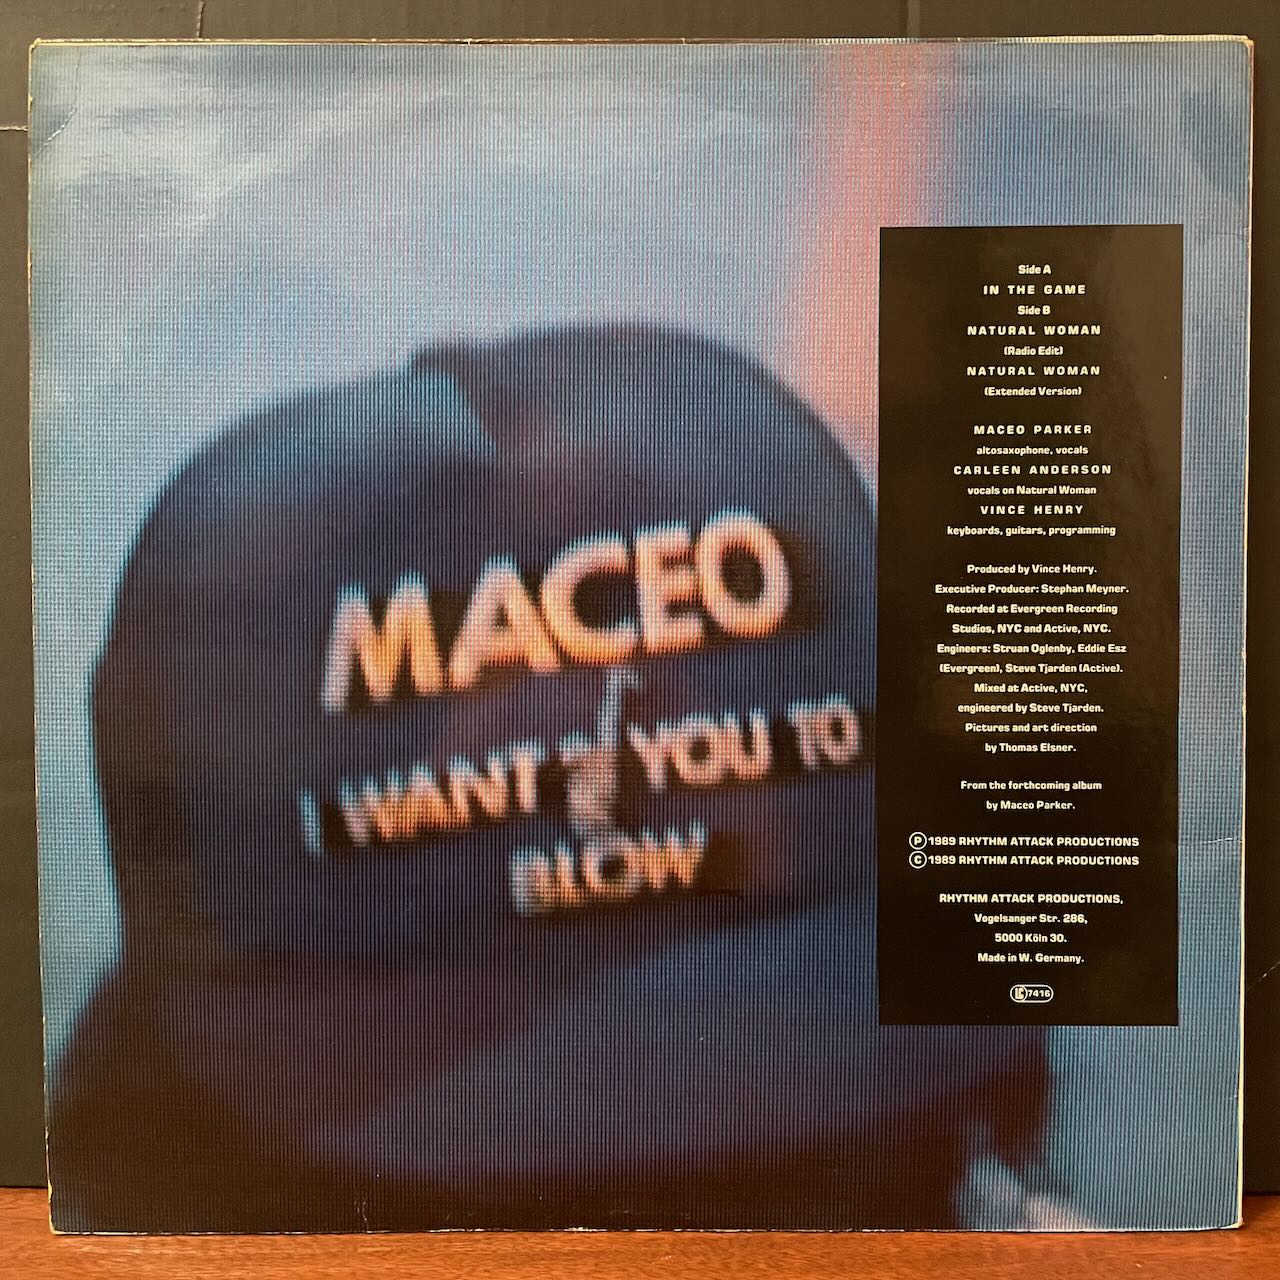 MACEO
I WANT YOU TO
BLOW
Side A
IN THE GAME
Side B
NATURAL WOMAN
(Radio Edit)
NATURAL WOMAN
(Extended Version)
MACEO PARKER
altosaxophone, vocals
CARLEEN ANDERSON
vocals on Natural Woman
VINCE HENRY
keyboards, guitars, programming
Produced by Vince Henry.
Executive Producer: Stephan Meyner.
Recorded at Evergreen Recording
Studios, NYC and Active, NYC.
Engineers: Struan Oglenby, Eddie Esz
(Evergreen), Steve Tjarden (Active).
Mixed at Active, NYC,
engineered by Steve Tjarden.
Pictures and art direction
by Thomas Elsner.
From the forthcoming album
by Maceo Parker.
Ⓟ 1989 RHYTHM ATTACK PRODUCTIONS
Ⓒ 1989 RHYTHM ATTACK PRODUCTIONS
RHYTHM ATTACK PRODUCTIONS,
Vogelsanger Str. 286,
5000 Köln 30.
Made in W. Germany.
LC 7416